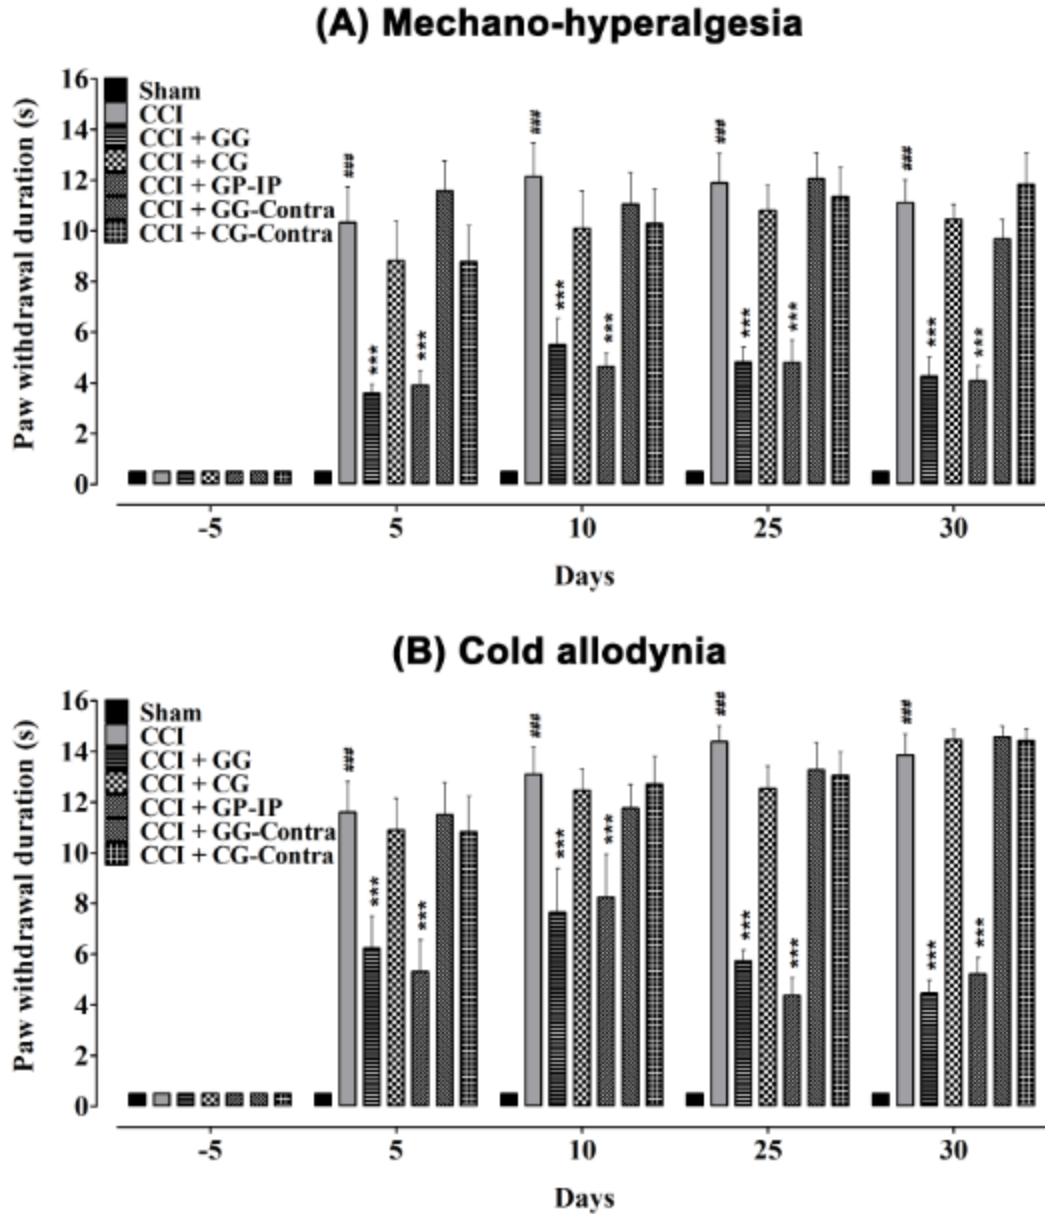 (A) Mechano-hyperalgesia
Paw withdrawal duration (s)
16
14
12
10
8
6
4
2
0
Sham
CCI
CCI + GG
CCI + CG
CCI + GP-IP
CCI + GG-Contra
CCI + CG-Contra
###
***
***
###
***
***
###
***
***
###
***
***
-5
5
10
25
30
Days
(B) Cold allodynia
Paw withdrawal duration (s)
16
14
12
10
8
6
4
2
0
Sham
CCI
CCI + GG
CCI + CG
CCI + GP-IP
CCI + GG-Contra
CCI + CG-Contra
###
***
***
###
***
***
###
***
***
###
***
***
-5
5
10
25
30
Days